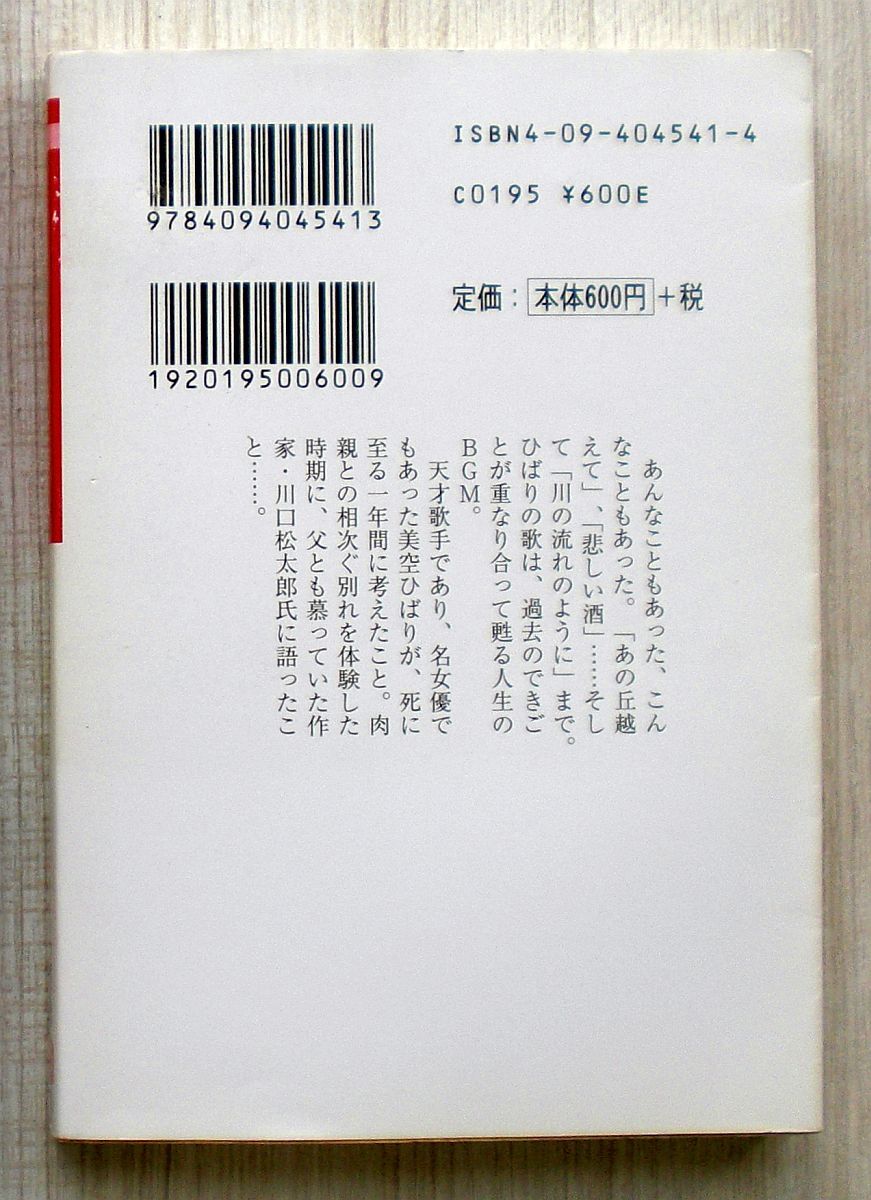 9784094045413
ISBN4-09-404541-4
C0195 ¥600E
1920195006009
定価：本体600円＋税
あんなこともあった、こん
なこともあった。「あの丘越
えて」、「悲しい酒」……そし
て「川の流れのように」まで。
ひばりの歌は、過去のできご
とが重なり合って甦る人生の
BGM。
天才歌手であり、名女優で
もあった美空ひばりが、死に
至る一年間に考えたこと。肉
親との相次ぐ別れを体験した
時期に、父とも慕っていた作
家・川口松太郎氏に語ったこ
と……。